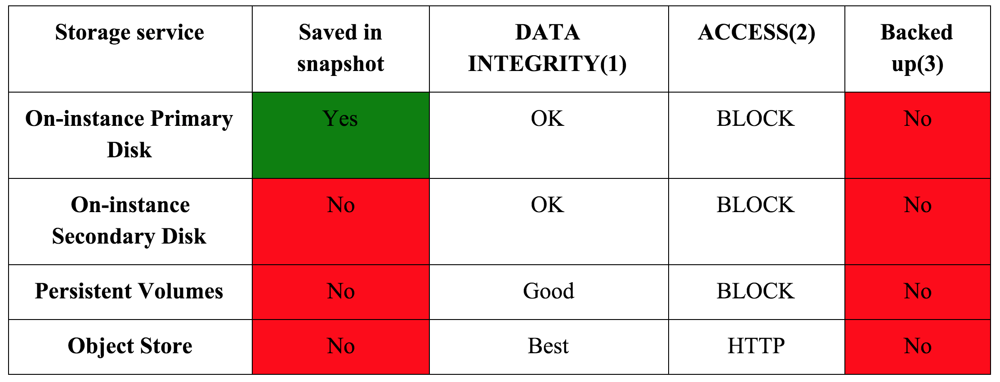 Storage service
Saved in
snapshot
DATA
INTEGRITY(1)
ACCESS(2)
Backed
up(3)
On-instance Primary
Disk
Yes
OK
BLOCK
No
On-instance
Secondary Disk
No
OK
BLOCK
No
Persistent Volumes
No
Good
BLOCK
No
Object Store
No
Best
HTTP
No